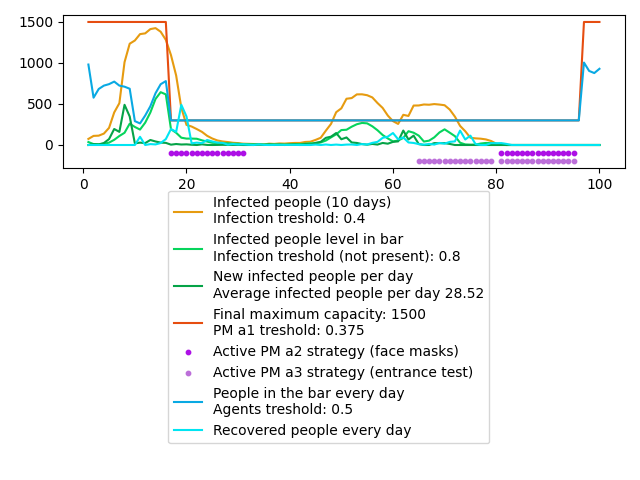 1500
1000
500
0
0 20 40 60 80 100
Infected people (10 days)
Infection treshold: 0.4
Infected people level in bar
Infection treshold (not present): 0.8
New infected people per day
Average infected people per day 28.52
Final maximum capacity: 1500
PM a1 treshold: 0.375
Active PM a2 strategy (face masks)
Active PM a3 strategy (entrance test)
People in the bar every day
Agents treshold: 0.5
Recovered people every day